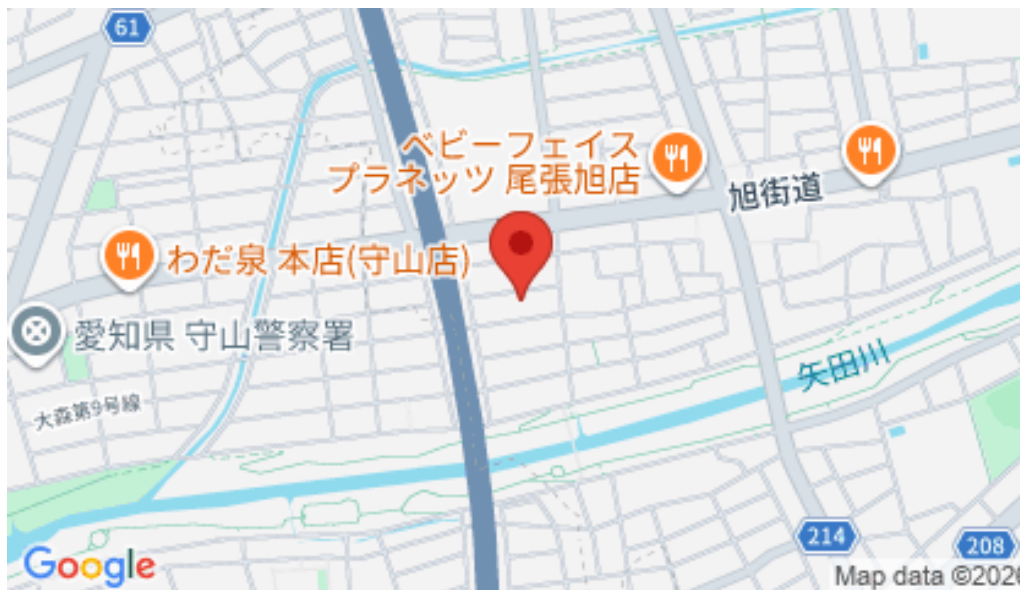 61
ベビーフェイス
プラネッツ 尾張旭店
旭街道
わだ泉 本店(守山店)
愛知県 守山警察署
矢田川
大森第9号線
214
208
Google
Map data ©2026